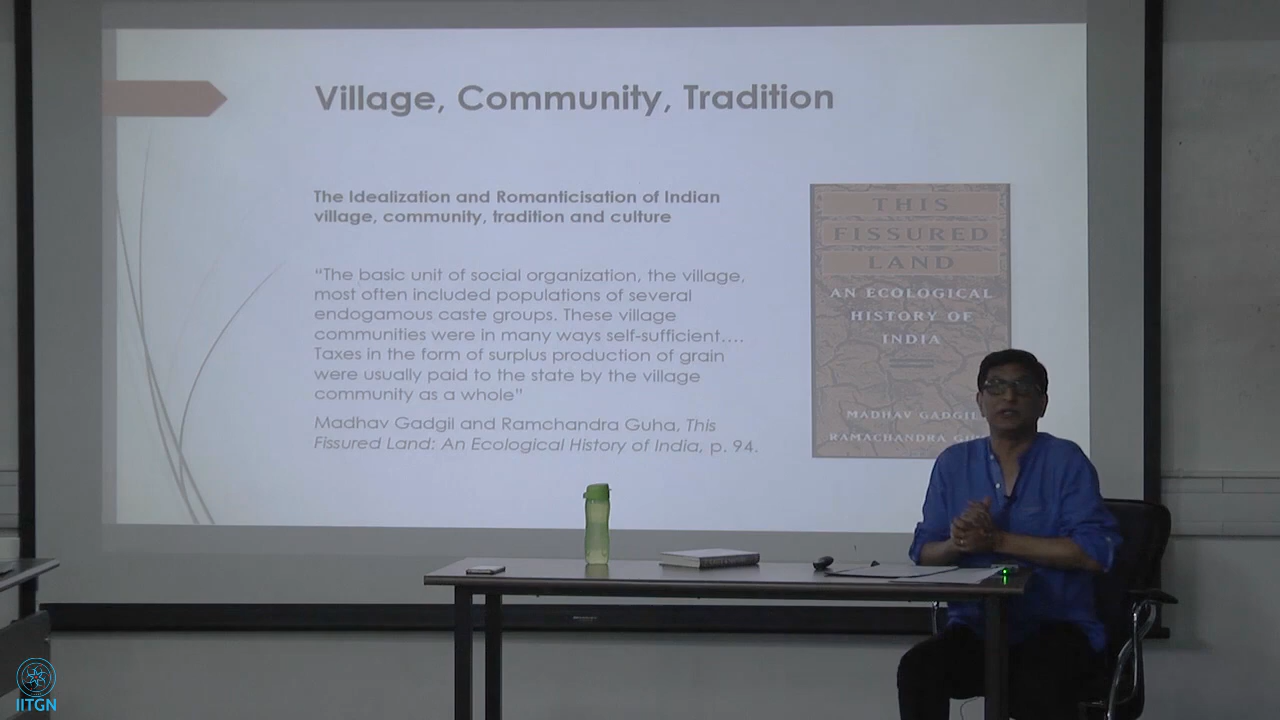 Village, Community, Tradition
The Idealization and Romanticisation of Indian
village, community, tradition and culture
“The basic unit of social organization, the village,
most often included populations of several
endogamous caste groups. These village
communities were in many ways self-sufficient….
Taxes in the form of surplus production of grain
were usually paid to the state by the village
community as a whole”
Madhav Gadgil and Ramchandra Guha, This
Fissured Land: An Ecological History of India, p. 94.
THIS
FISSURED
LAND
AN ECOLOGICAL
HISTORY OF
INDIA
MADHAV GADGIL
RAMACHANDRA
IITGN